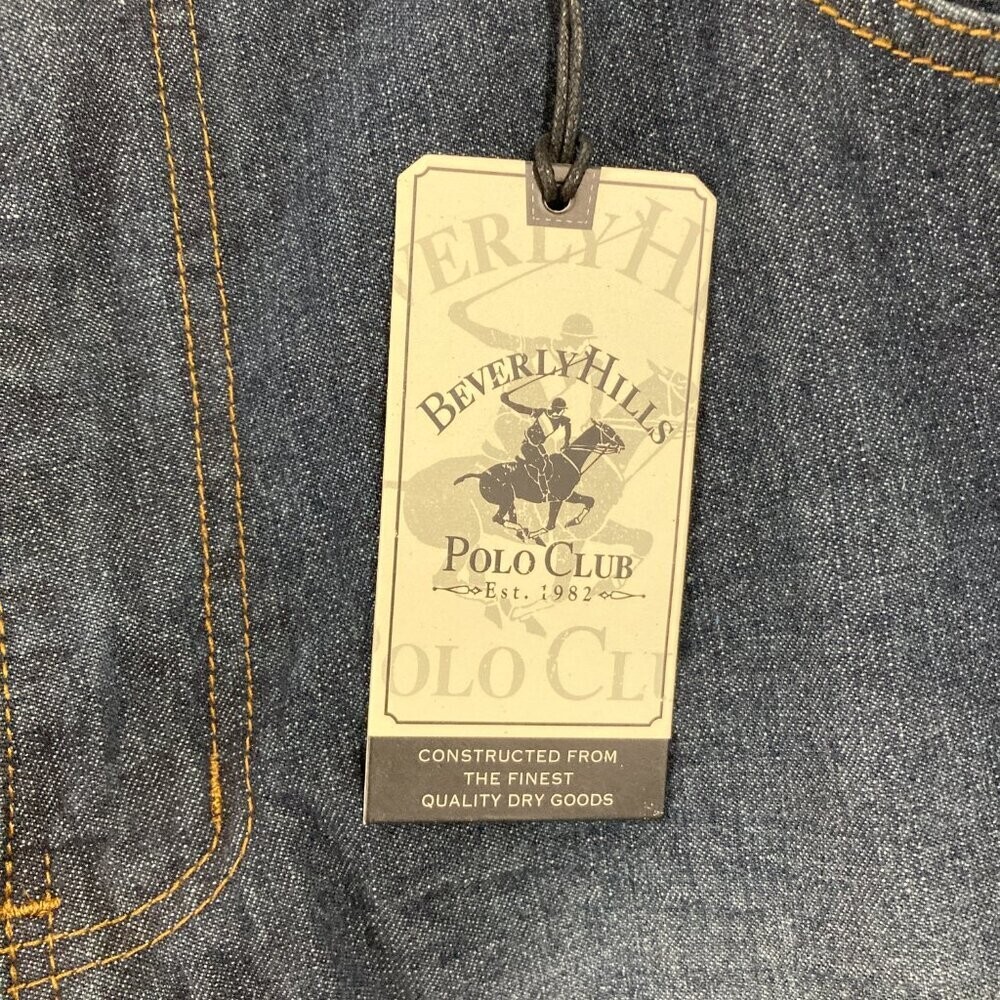 BEVERLY HILLS
POLO CLUB
Est. 1982
CONSTRUCTED FROM
THE FINEST
QUALITY DRY GOODS